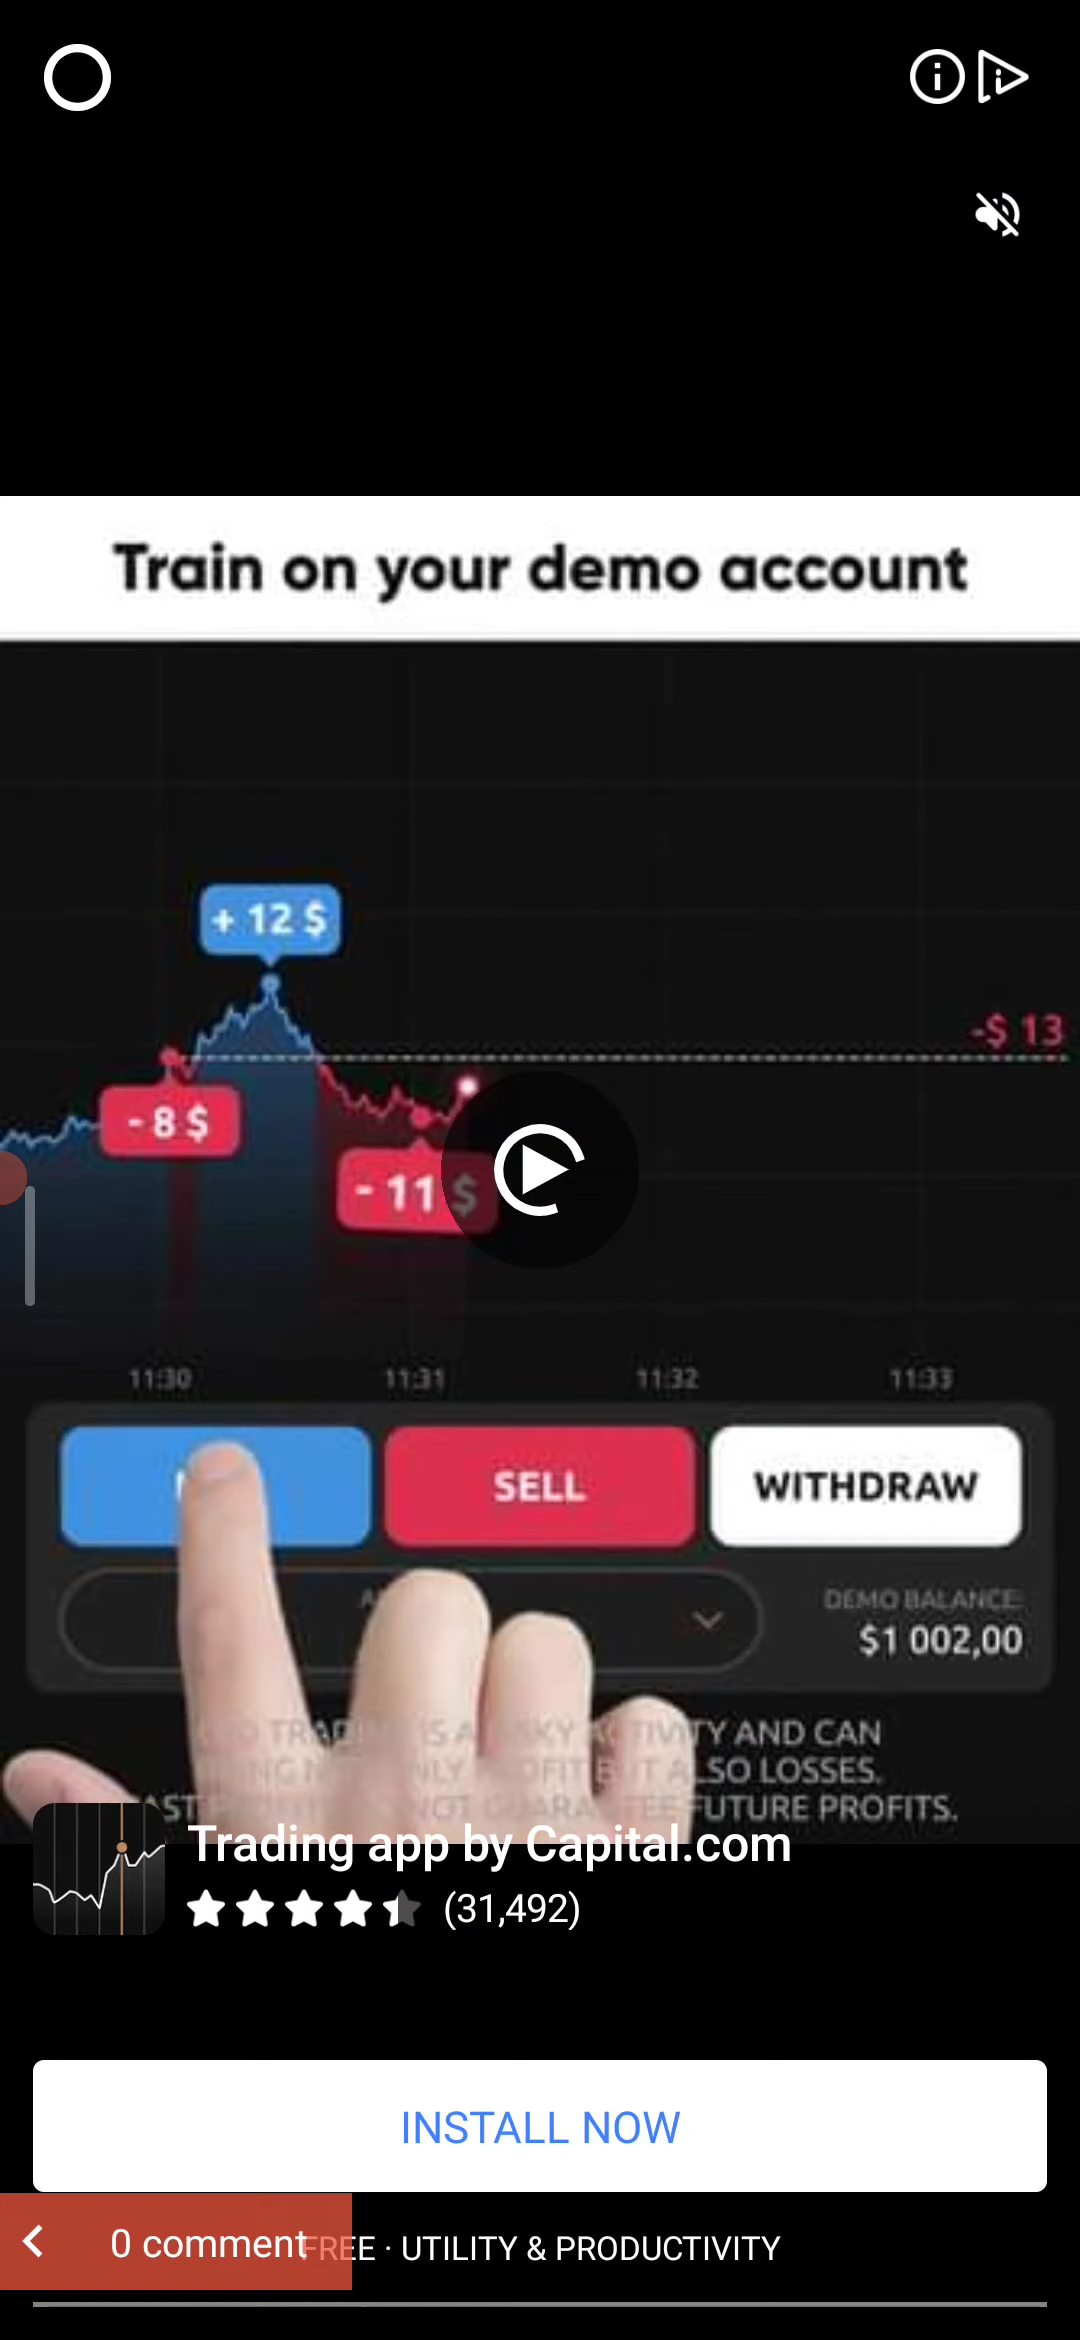 Train on your demo account
+ 12 $
-$ 13
- 8 $
- 11 $
11:30 11:31 11:32 11:33
SELL WITHDRAW
DEMO BALANCE:
$1 002,00
AND CAN
LSO LOSSES.
FUTURE PROFITS.
Trading app by Capital.com
(31,492)
INSTALL NOW
0 comment
FREE · UTILITY & PRODUCTIVITY